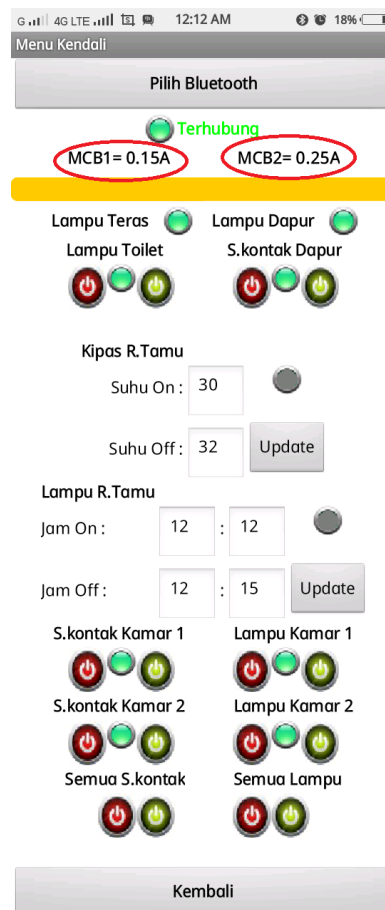 G 4G LTE 12:12 AM 18%
Menu Kendali
Pilih Bluetooth
Terhubung
MCB1= 0.15A MCB2= 0.25A
Lampu Teras Lampu Dapur
Lampu Toilet S.kontak Dapur
Kipas R.Tamu
Suhu On : 30
Suhu Off : 32 Update
Lampu R.Tamu
Jam On : 12 : 12
Jam Off : 12 : 15 Update
S.kontak Kamar 1 Lampu Kamar 1
S.kontak Kamar 2 Lampu Kamar 2
Semua S.kontak Semua Lampu
Kembali